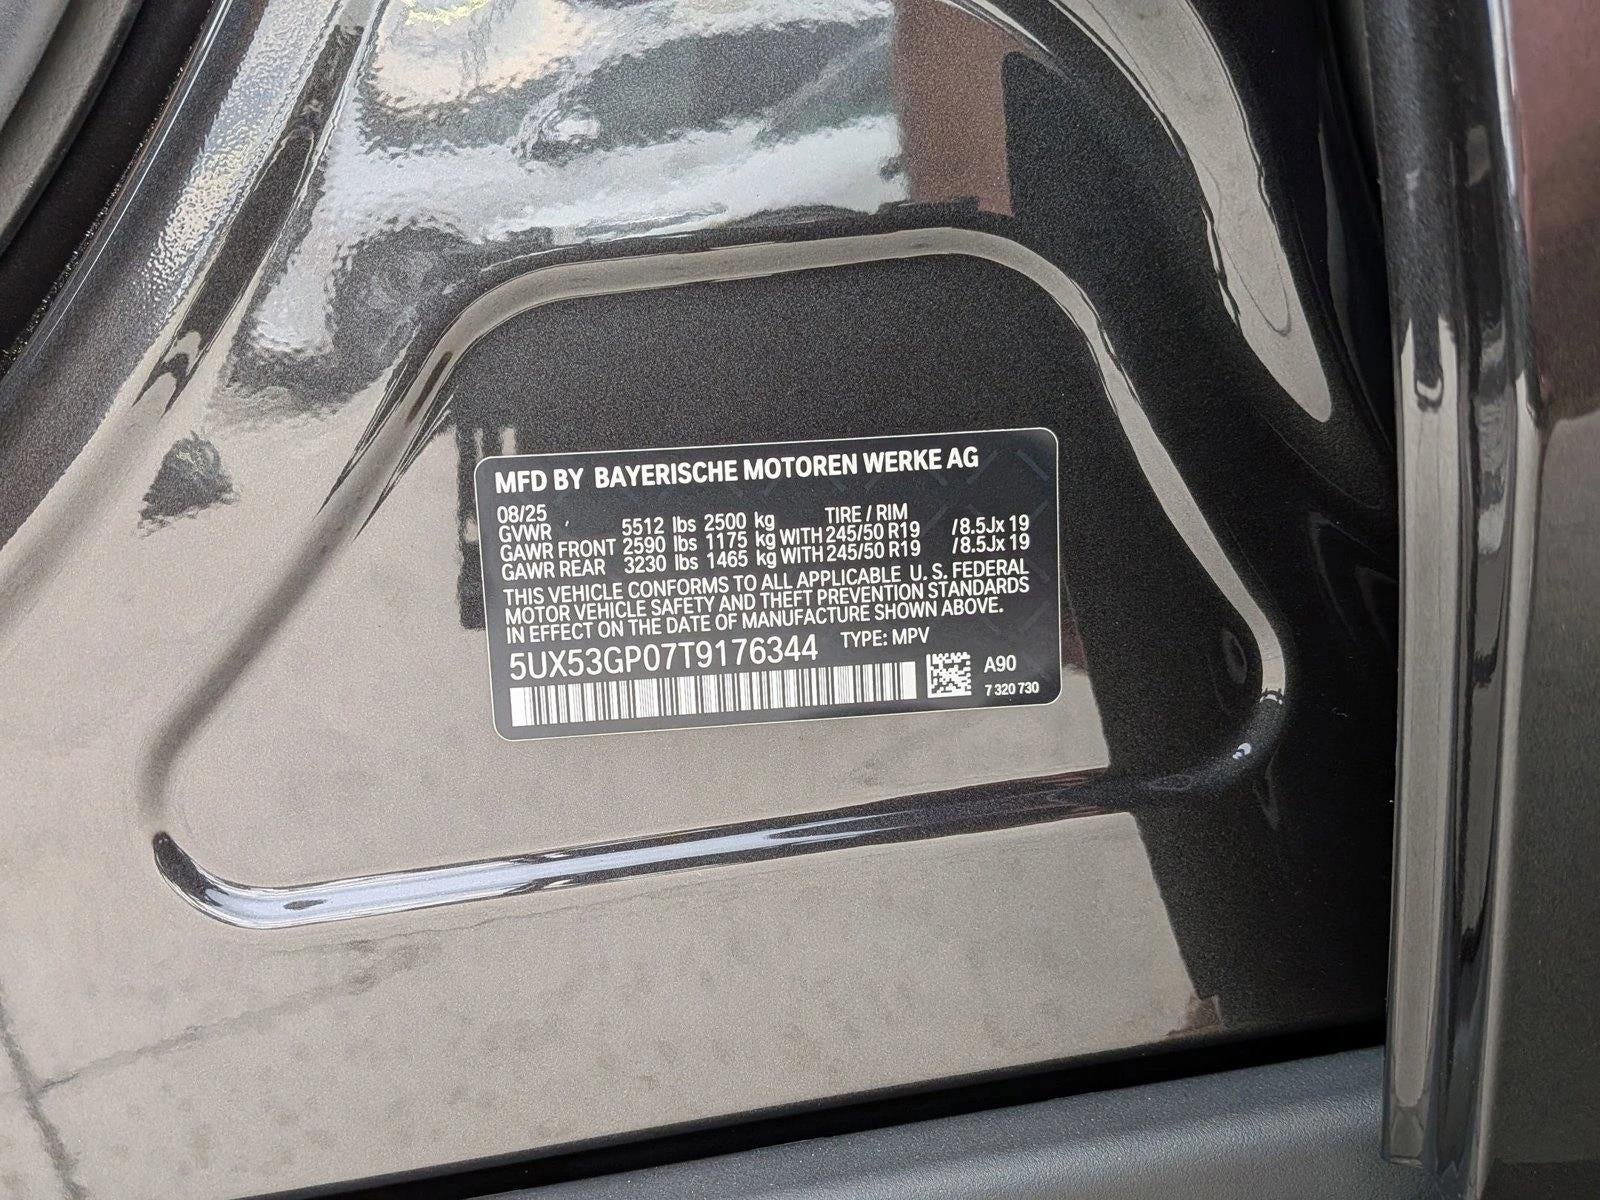 MFD BY BAYERISCHE MOTOREN WERKE AG
08/25 TIRE / RIM
GVWR 5512 lbs 2500 kg
GAWR FRONT 2590 lbs 1175 kg WITH 245/50 R19 /8.5Jx 19
GAWR REAR 3230 lbs 1465 kg WITH 245/50 R19 /8.5Jx 19
THIS VEHICLE CONFORMS TO ALL APPLICABLE U. S. FEDERAL
MOTOR VEHICLE SAFETY AND THEFT PREVENTION STANDARDS
IN EFFECT ON THE DATE OF MANUFACTURE SHOWN ABOVE.
5UX53GP07T9176344 TYPE: MPV
A90
7 320 730